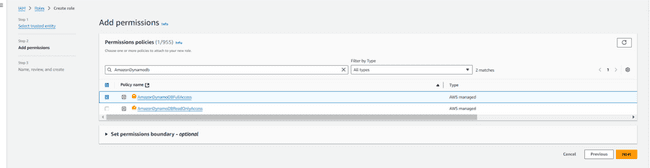 IAM > Roles > Create role
Step 1
Select trusted entity
Step 2
Add permissions
Step 3
Name, review, and create
Add permissions Info
Permissions policies (1/955) Info
Choose one or more policies to attach to your new role.
Filter by Type
AmazonDynamodb
All types
2 matches
1
Policy name
Type
AmazonDynamoDBFullAccess
AWS managed
AmazonDynamoDBReadOnlyAccess
AWS managed
Set permissions boundary - optional
Cancel
Previous
Next